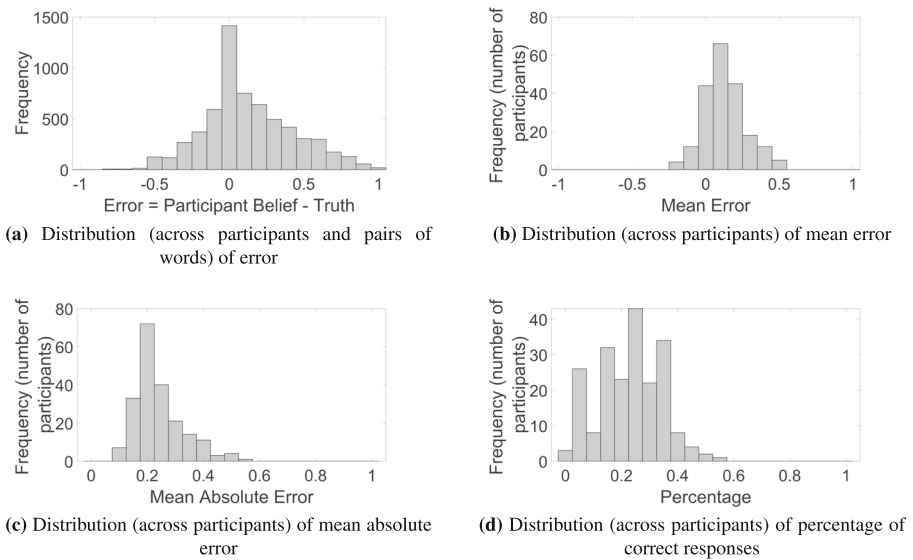 1500
1000
500
0
Frequency
-1 -0.5 0 0.5 1
Error = Participant Belief - Truth
(a) Distribution (across participants and pairs of
words) of error
80
60
40
20
0
Frequency (number of
participants)
-1 -0.5 0 0.5 1
Mean Error
(b) Distribution (across participants) of mean error
80
60
40
20
0
Frequency (number of
participants)
0 0.2 0.4 0.6 0.8 1
Mean Absolute Error
(c) Distribution (across participants) of mean absolute
error
40
30
20
10
0
Frequency (number of
participants)
0 0.2 0.4 0.6 0.8 1
Percentage
(d) Distribution (across participants) of percentage of
correct responses